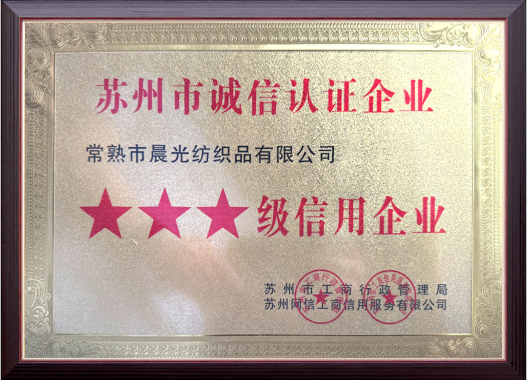 苏州市诚信认证企业
常熟市晨光纺织品有限公司
★★★级信用企业
苏州市工商行政管理局
苏州网信工商信用服务有限公司